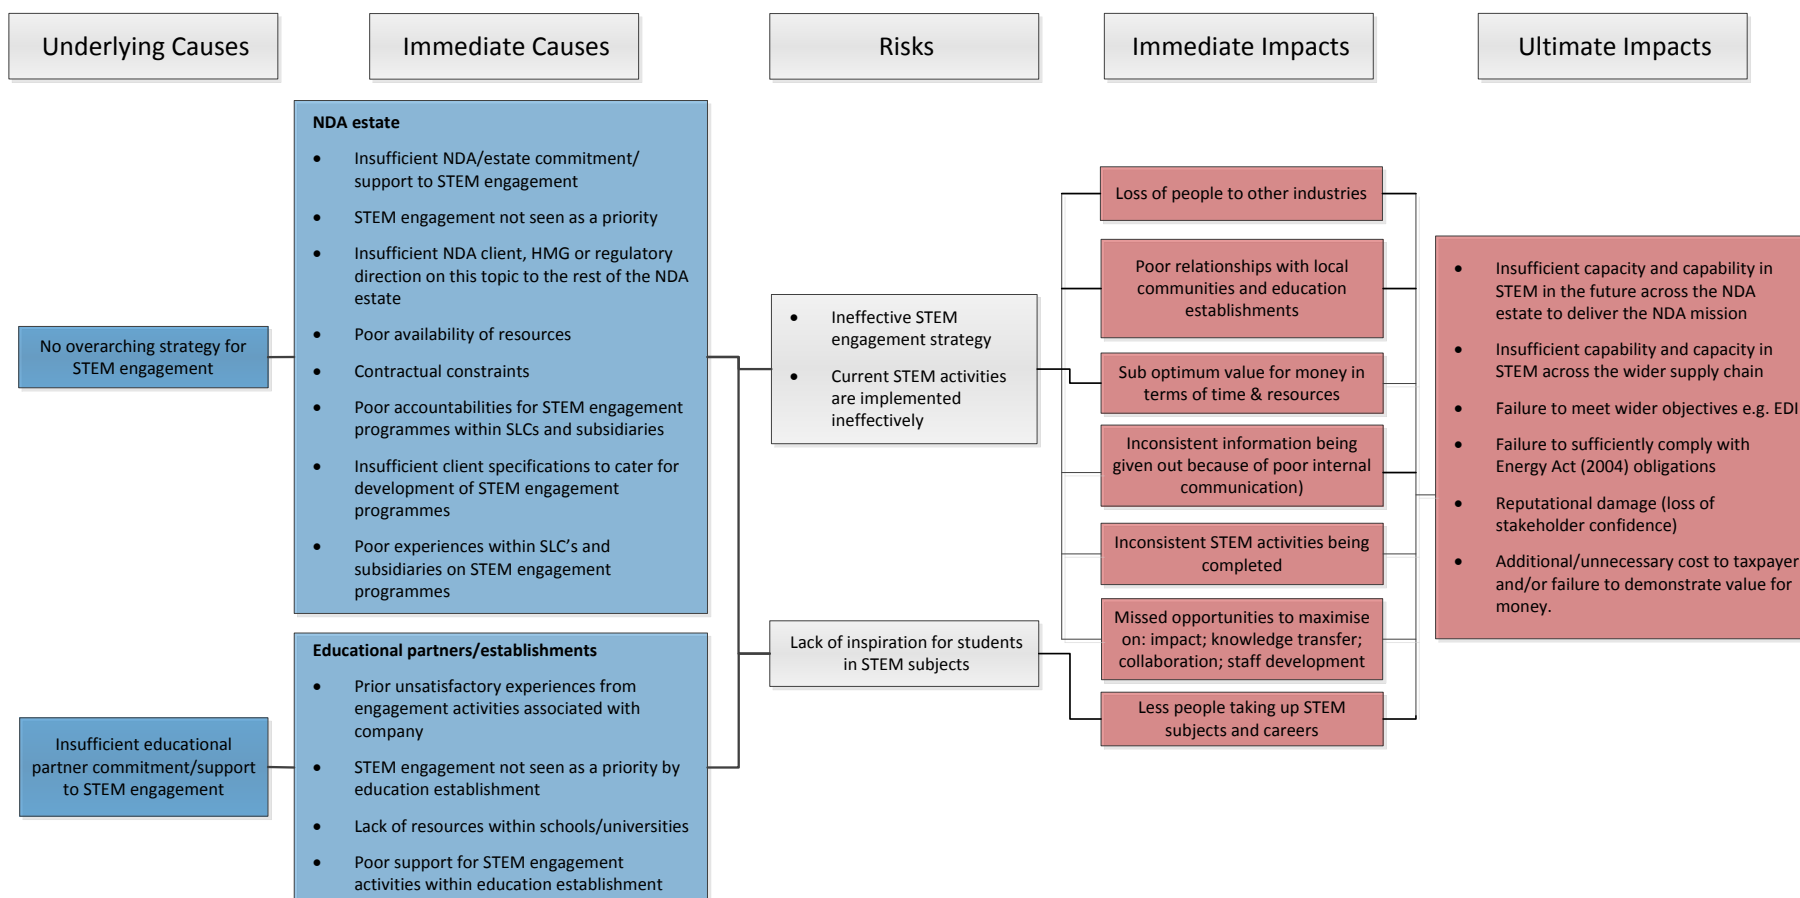 Underlying Causes
Immediate Causes
Risks
Immediate Impacts
Ultimate Impacts
No overarching strategy for
STEM engagement
Insufficient educational
partner commitment/support
to STEM engagement
NDA estate
• Insufficient NDA/estate commitment/
support to STEM engagement
• STEM engagement not seen as a priority
• Insufficient NDA client, HMG or regulatory
direction on this topic to the rest of the NDA
estate
• Poor availability of resources
• Contractual constraints
• Poor accountabilities for STEM engagement
programmes within SLCs and subsidiaries
• Insufficient client specifications to cater for
development of STEM engagement
programmes
• Poor experiences within SLC's and
subsidiaries on STEM engagement
programmes
Educational partners/establishments
• Prior unsatisfactory experiences from
engagement activities associated with
company
• STEM engagement not seen as a priority by
education establishment
• Lack of resources within schools/universities
• Poor support for STEM engagement
activities within education establishment
• Ineffective STEM
engagement strategy
• Current STEM activities
are implemented
ineffectively
Lack of inspiration for students
in STEM subjects
Loss of people to other industries
Poor relationships with local
communities and education
establishments
Sub optimum value for money in
terms of time & resources
Inconsistent information being
given out because of poor internal
communication)
Inconsistent STEM activities being
completed
Missed opportunities to maximise
on: impact; knowledge transfer;
collaboration; staff development
Less people taking up STEM
subjects and careers
• Insufficient capacity and capability in
STEM in the future across the NDA
estate to deliver the NDA mission
• Insufficient capability and capacity in
STEM across the wider supply chain
• Failure to meet wider objectives e.g. EDI
• Failure to sufficiently comply with
Energy Act (2004) obligations
• Reputational damage (loss of
stakeholder confidence)
• Additional/unnecessary cost to taxpayer
and/or failure to demonstrate value for
money.